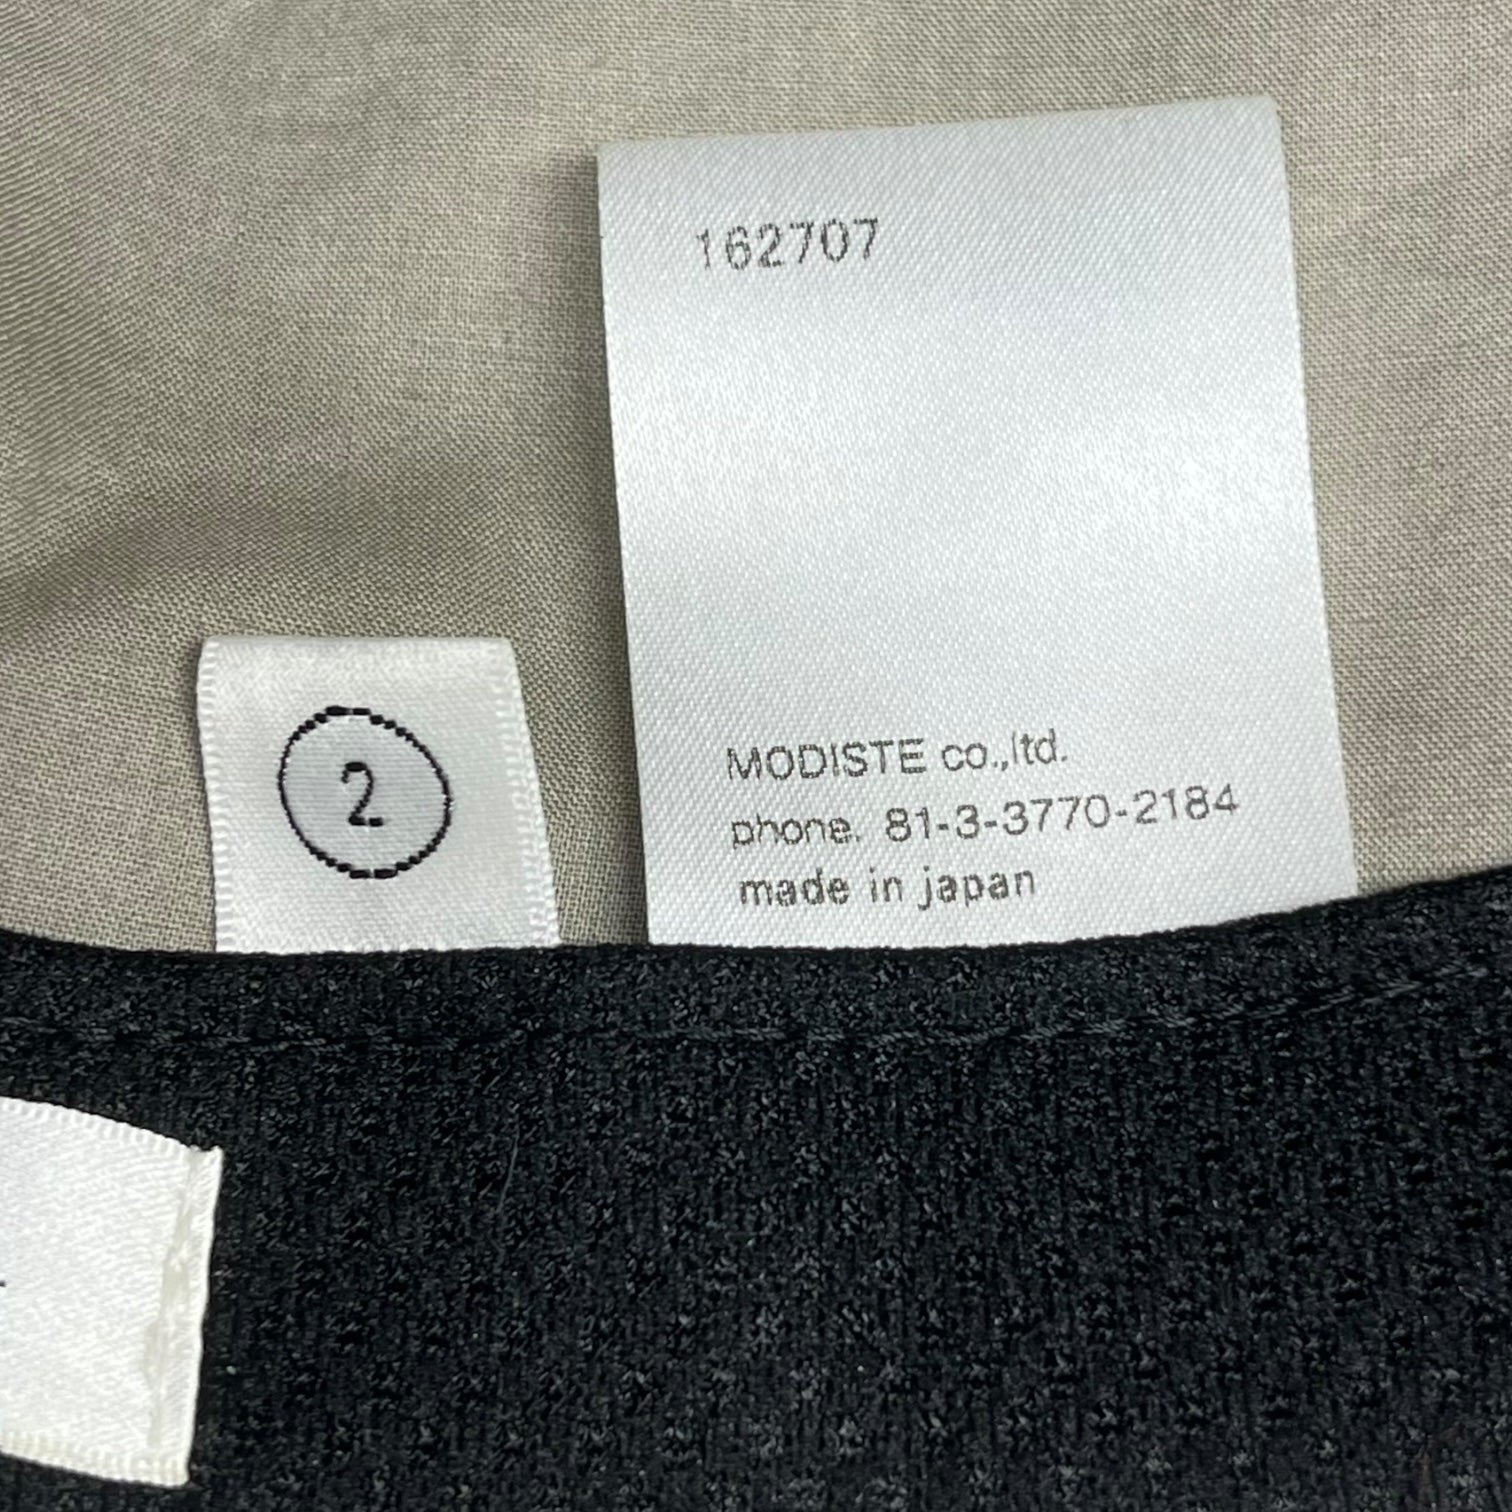 162707
MODISTE co.,ltd.
phone. 81-3-3770-2184
made in japan
2